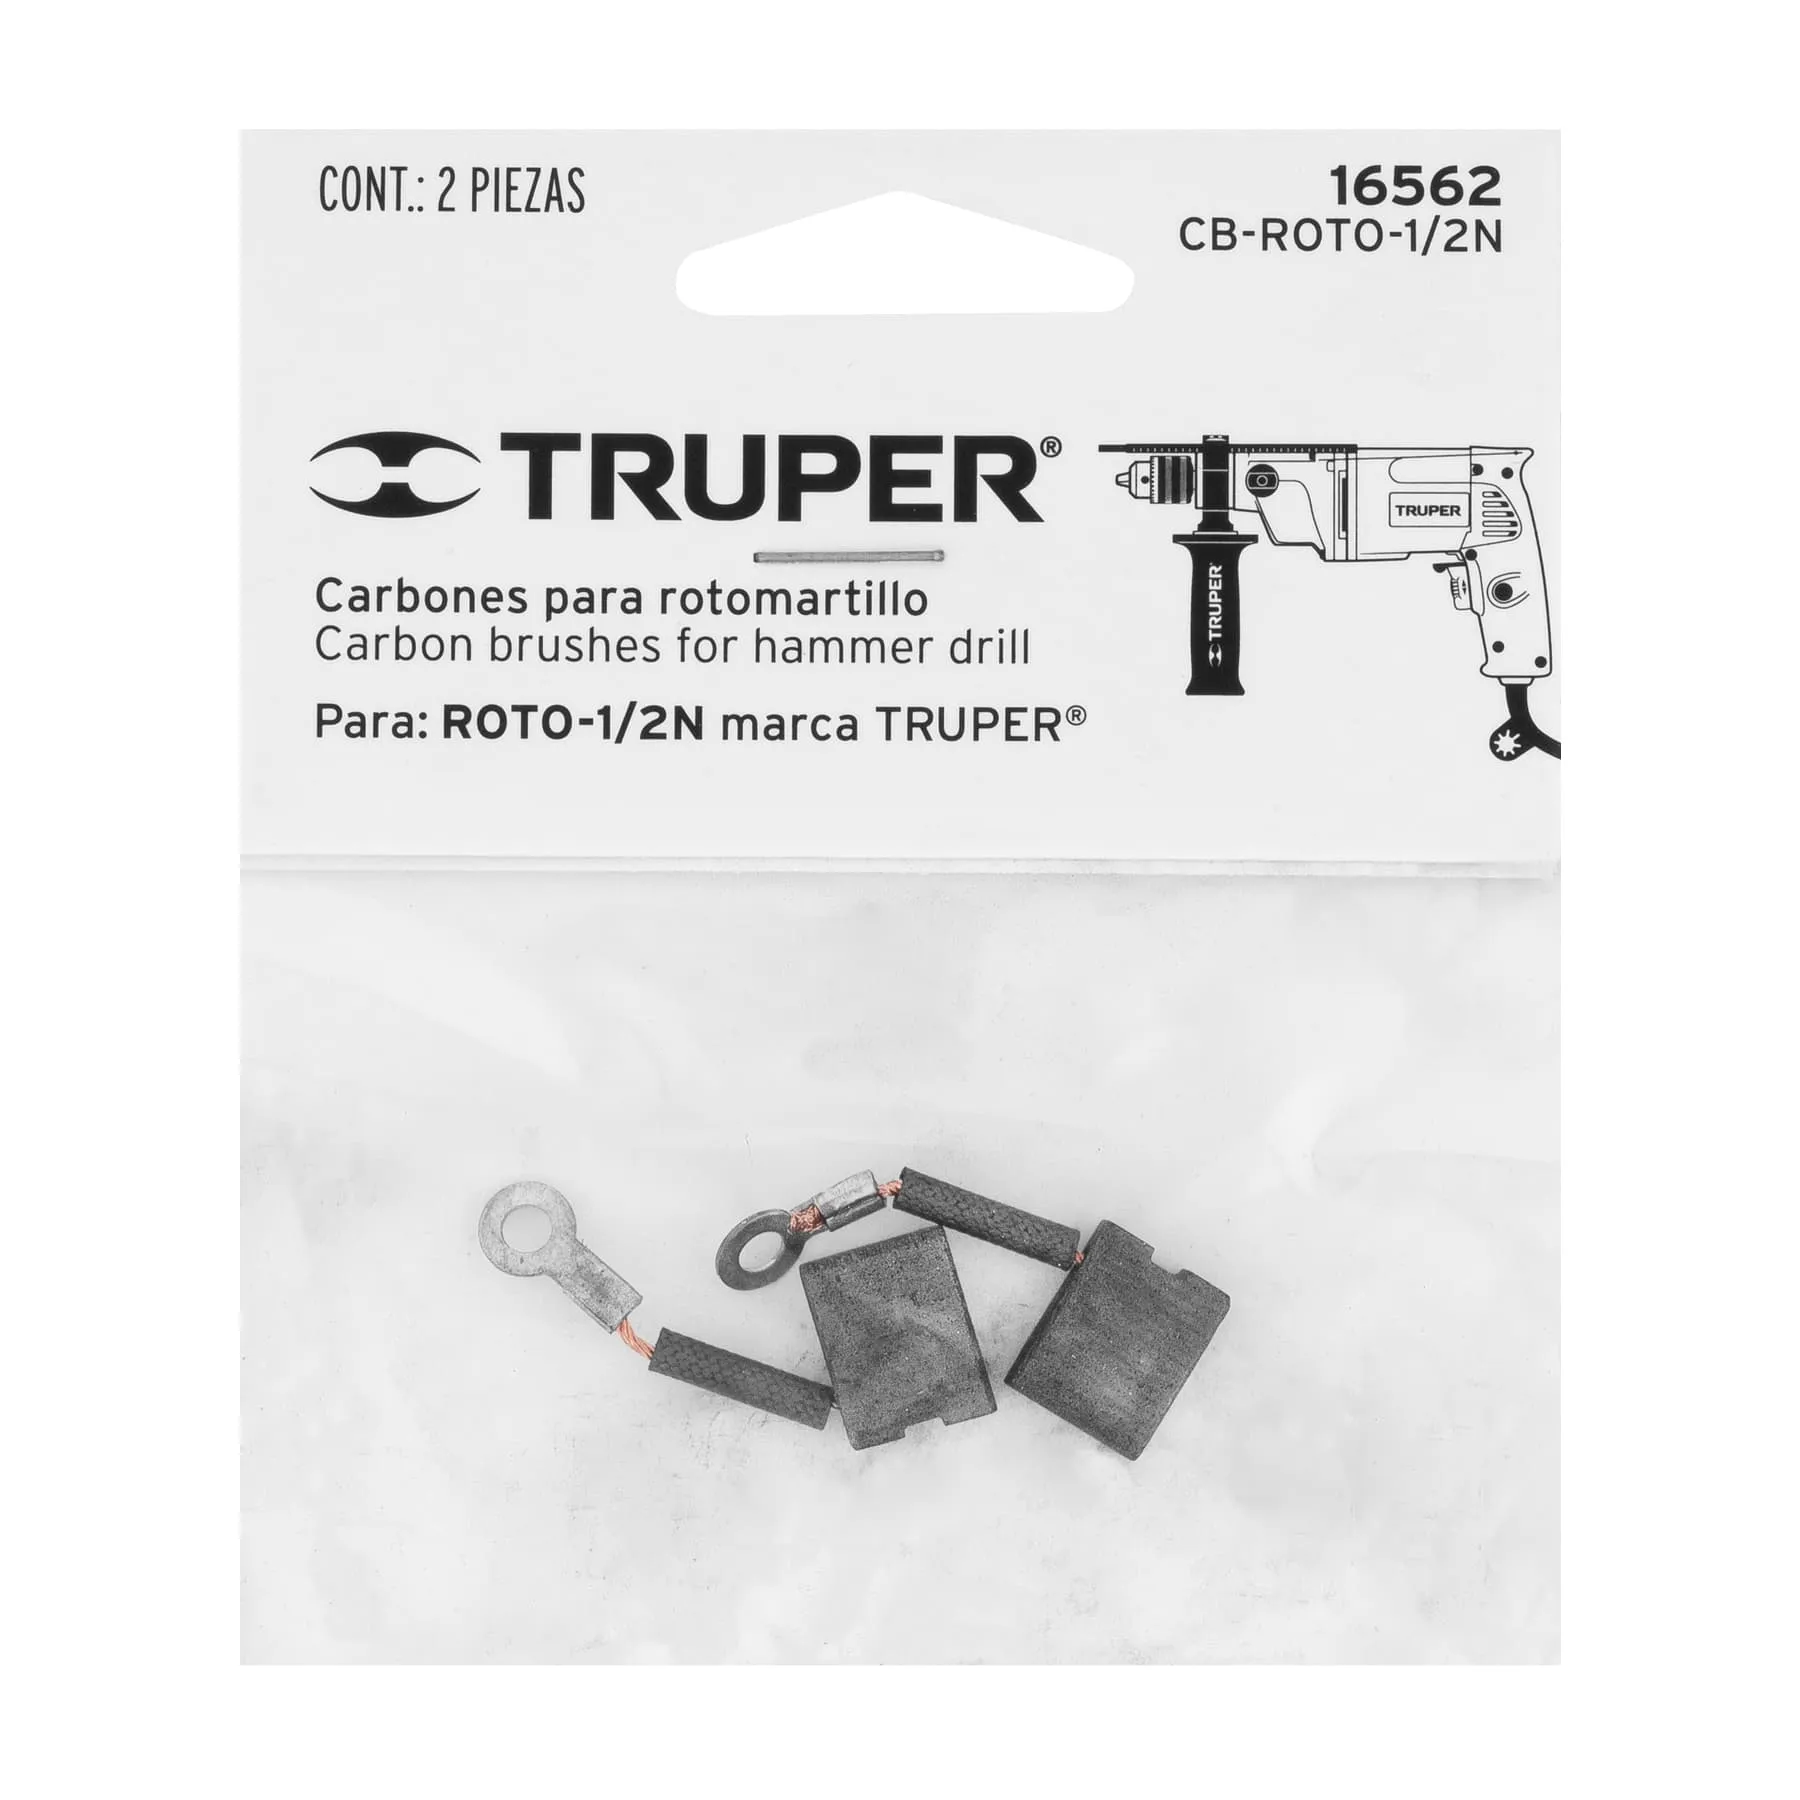 CONT.: 2 PIEZAS
16562
CB-ROTO-1/2N
TRUPER®
TRUPER
TRUPER
Carbones para rotomartillo
Carbon brushes for hammer drill
Para: ROTO-1/2N marca TRUPER®